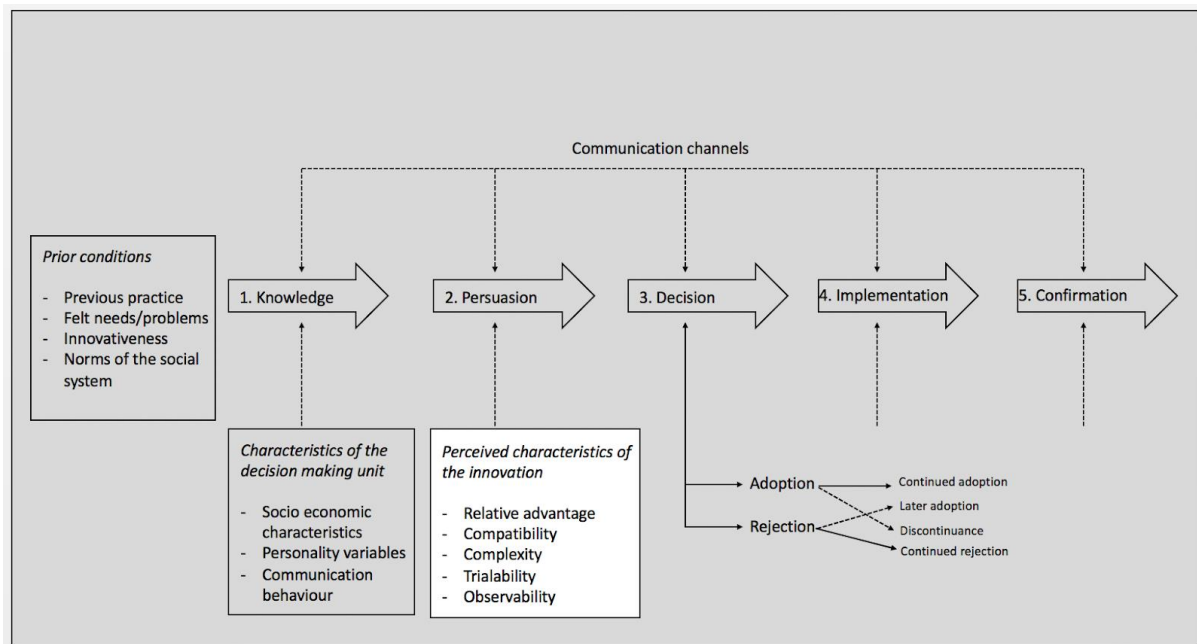 Communication channels
Prior conditions
- Previous practice
- Felt needs/problems
- Innovativeness
- Norms of the social
system
1. Knowledge
2. Persuasion
3. Decision
4. Implementation
5. Confirmation
Characteristics of the
decision making unit
- Socio economic
characteristics
- Personality variables
- Communication
behaviour
Perceived characteristics of
the innovation
- Relative advantage
- Compatibility
- Complexity
- Trialability
- Observability
Adoption
Rejection
Continued adoption
Later adoption
Discontinuance
Continued rejection